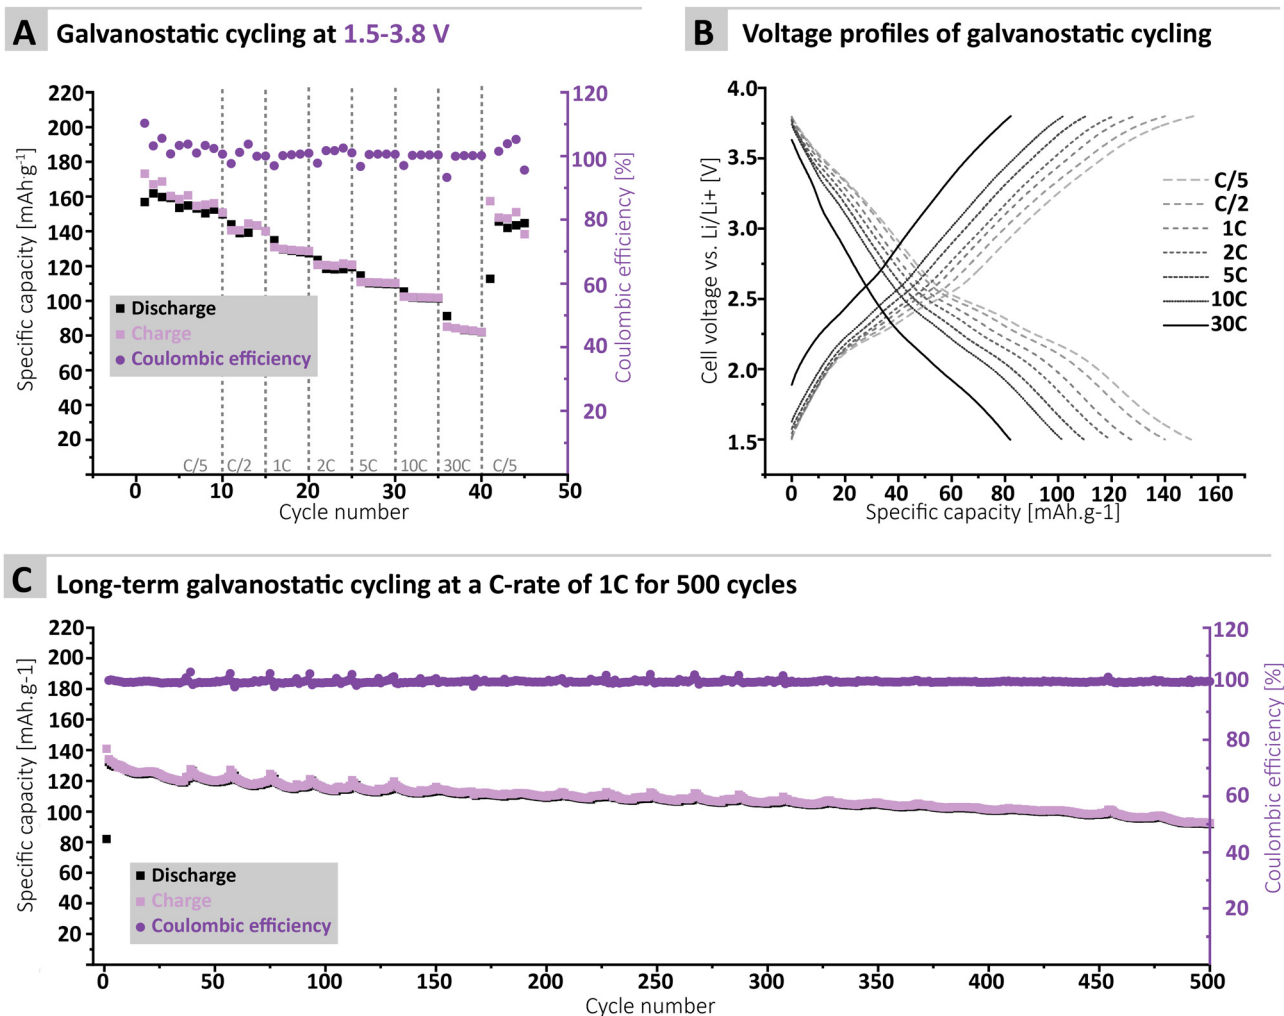 A
Galvanostatic cycling at 1.5-3.8 V
220
200
180
160
140
120
100
80
60
40
20
Specific capacity [mAh·g⁻¹]
Discharge
Charge
Coulombic efficiency
C/5 C/2 1C 2C 5C 10C 30C C/5
0 10 20 30 40 50
Cycle number
120
100
80
60
40
20
Coulombic efficiency [%]
B
Voltage profiles of galvanostatic cycling
4.0
3.5
3.0
2.5
2.0
1.5
Cell voltage vs. Li/Li+ [V]
C/5
C/2
1C
2C
5C
10C
30C
0 20 40 60 80 100 120 140 160
Specific capacity [mAh.g-1]
C
Long-term galvanostatic cycling at a C-rate of 1C for 500 cycles
220
200
180
160
140
120
100
80
60
40
20
Specific capacity [mAh.g-1]
Discharge
Charge
Coulombic efficiency
0 50 100 150 200 250 300 350 400 450 500
Cycle number
120
100
80
60
40
20
Coulombic efficiency [%]